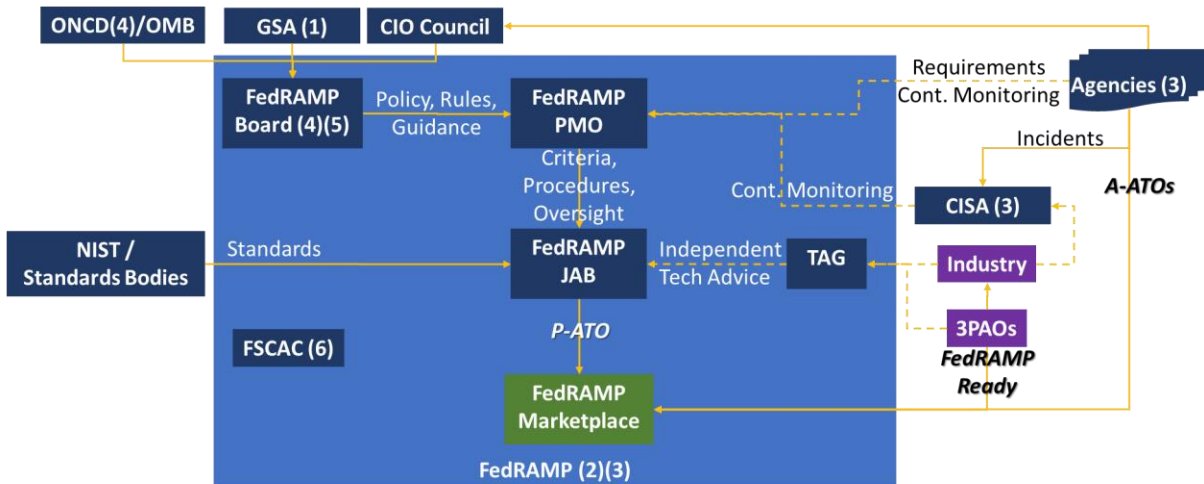 ONCD(4)/OMB
GSA (1)
CIO Council
FedRAMP
Board (4)(5)
Policy, Rules,
Guidance
FedRAMP
PMO
Requirements
Cont. Monitoring
Agencies (3)
Incidents
Criteria,
Procedures,
Oversight
Cont. Monitoring
CISA (3)
A-ATOs
NIST /
Standards Bodies
Standards
FedRAMP
JAB
Independent
Tech Advice
TAG
Industry
P-ATO
3PAOs
FedRAMP
Ready
FSCAC (6)
FedRAMP
Marketplace
FedRAMP (2)(3)